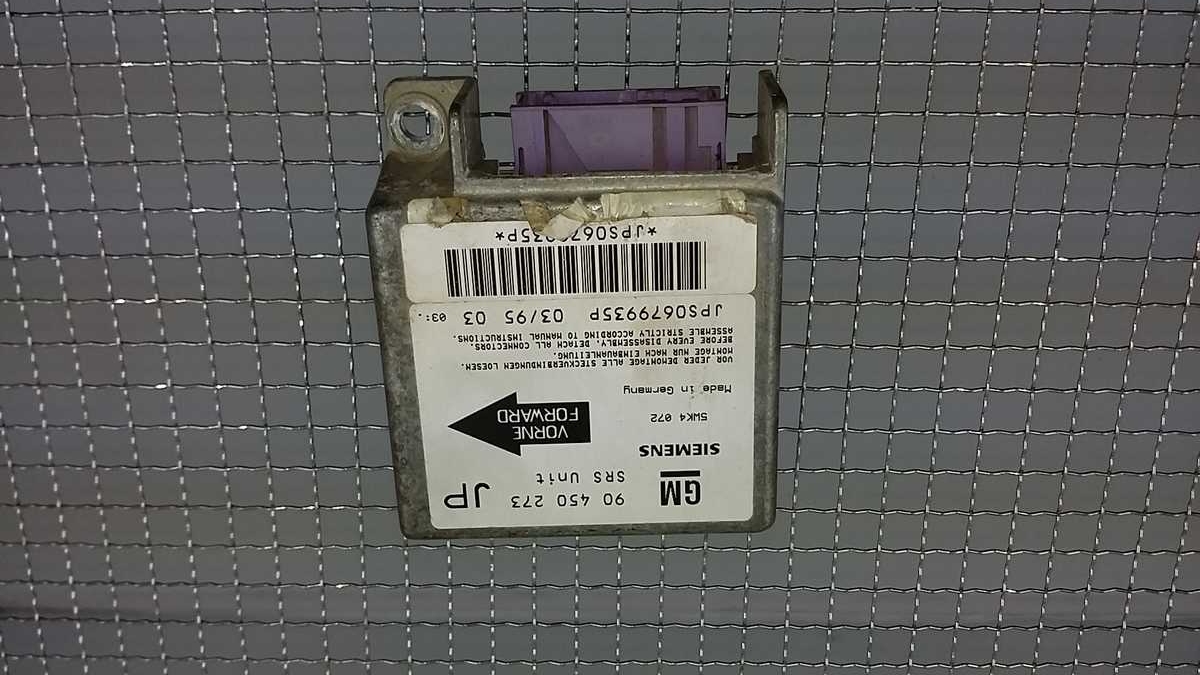 GM 90 450 273 JP
SRS Unit
SIEMENS
5WK4 072
VORNE
FORWARD
Made in Germany
VOR JEDER DEMONTAGE ALLE STECKVERBINDUNGEN LOESEN.
MONTAGE NUR NACH EINBAUANLEITUNG.
BEFORE EVERY DISASSEMBLY, DETACH ALL CONNECTORS.
ASSEMBLE STRICTLY ACCORDING TO MANUAL INSTRUCTIONS.
JPS0679935P 03/95 03 03:.
*JPS0679935P*